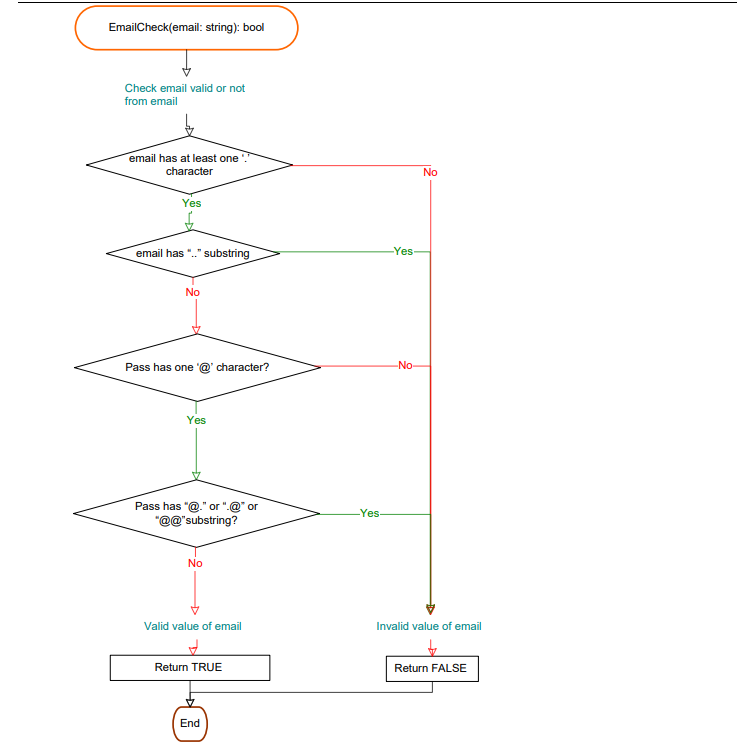 EmailCheck(email: string): bool
Check email valid or not
from email
email has at least one ‘.’
character
No
Yes
email has “..” substring
Yes
No
Pass has one ‘@’ character?
No
Yes
Pass has “@.” or “.@” or
“@@”substring?
Yes
No
Valid value of email
Invalid value of email
Return TRUE
Return FALSE
End